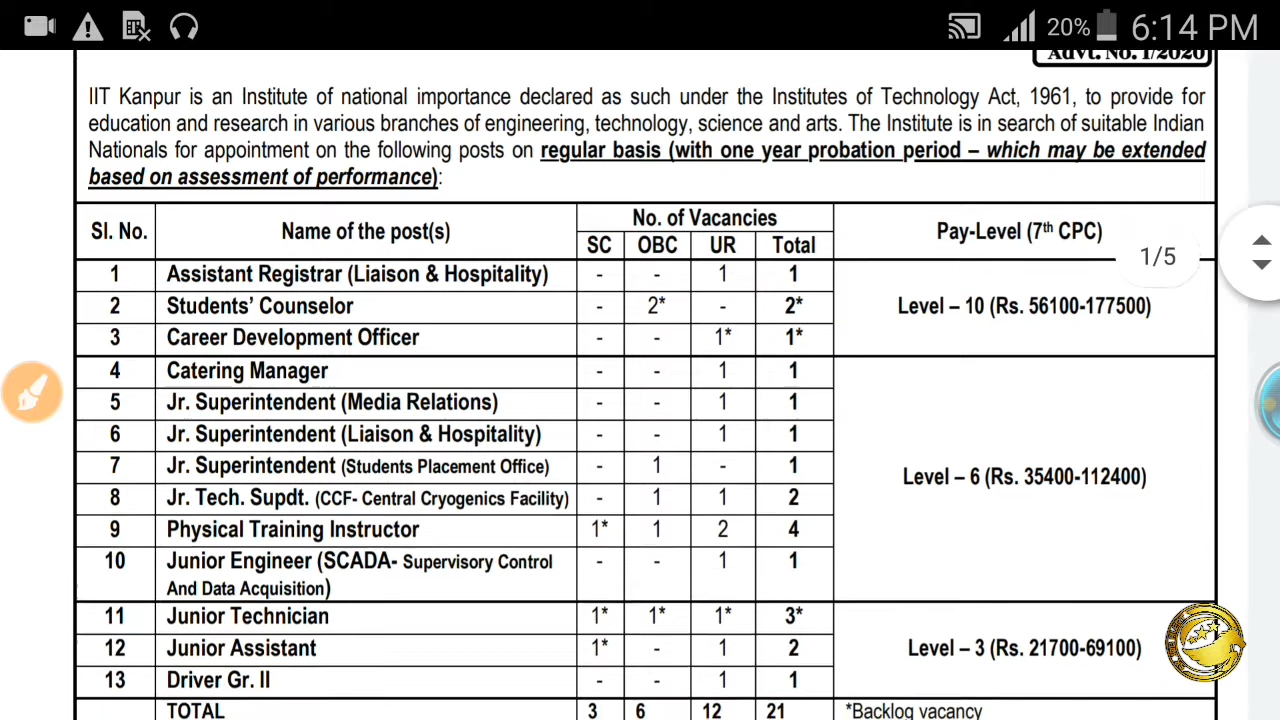 20% 6:14 PM
Advt. No. 1/2020
IIT Kanpur is an Institute of national importance declared as such under the Institutes of Technology Act, 1961, to provide for
education and research in various branches of engineering, technology, science and arts. The Institute is in search of suitable Indian
Nationals for appointment on the following posts on regular basis (with one year probation period – which may be extended
based on assessment of performance):
Sl. No. Name of the post(s) No. of Vacancies Pay-Level (7th CPC)
SC OBC UR Total
1/5
1 Assistant Registrar (Liaison & Hospitality) - - 1 1
2 Students' Counselor - 2* - 2* Level – 10 (Rs. 56100-177500)
3 Career Development Officer - - 1* 1*
4 Catering Manager - - 1 1
5 Jr. Superintendent (Media Relations) - - 1 1
6 Jr. Superintendent (Liaison & Hospitality) - - 1 1
7 Jr. Superintendent (Students Placement Office) - 1 - 1 Level – 6 (Rs. 35400-112400)
8 Jr. Tech. Supdt. (CCF- Central Cryogenics Facility) - 1 1 2
9 Physical Training Instructor 1* 1 2 4
10 Junior Engineer (SCADA- Supervisory Control - - 1 1
And Data Acquisition)
11 Junior Technician 1* 1* 1* 3*
12 Junior Assistant 1* - 1 2 Level – 3 (Rs. 21700-69100)
13 Driver Gr. II - - 1 1
TOTAL 3 6 12 21 *Backlog vacancy